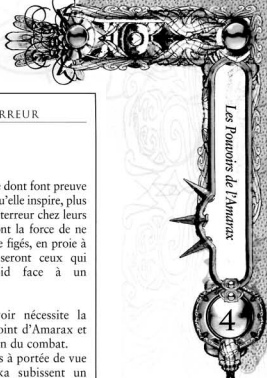 RREUR
dont font preuve
u'elle inspire, plus
terreur chez leurs
nt la force de ne
e figés, en proie à
seront ceux qui
id face à un
oir nécessite la
oint d'Amarax et
n du combat.
s à portée de vue
ka subissent un
Les Pouvoirs de l'Amarax
4